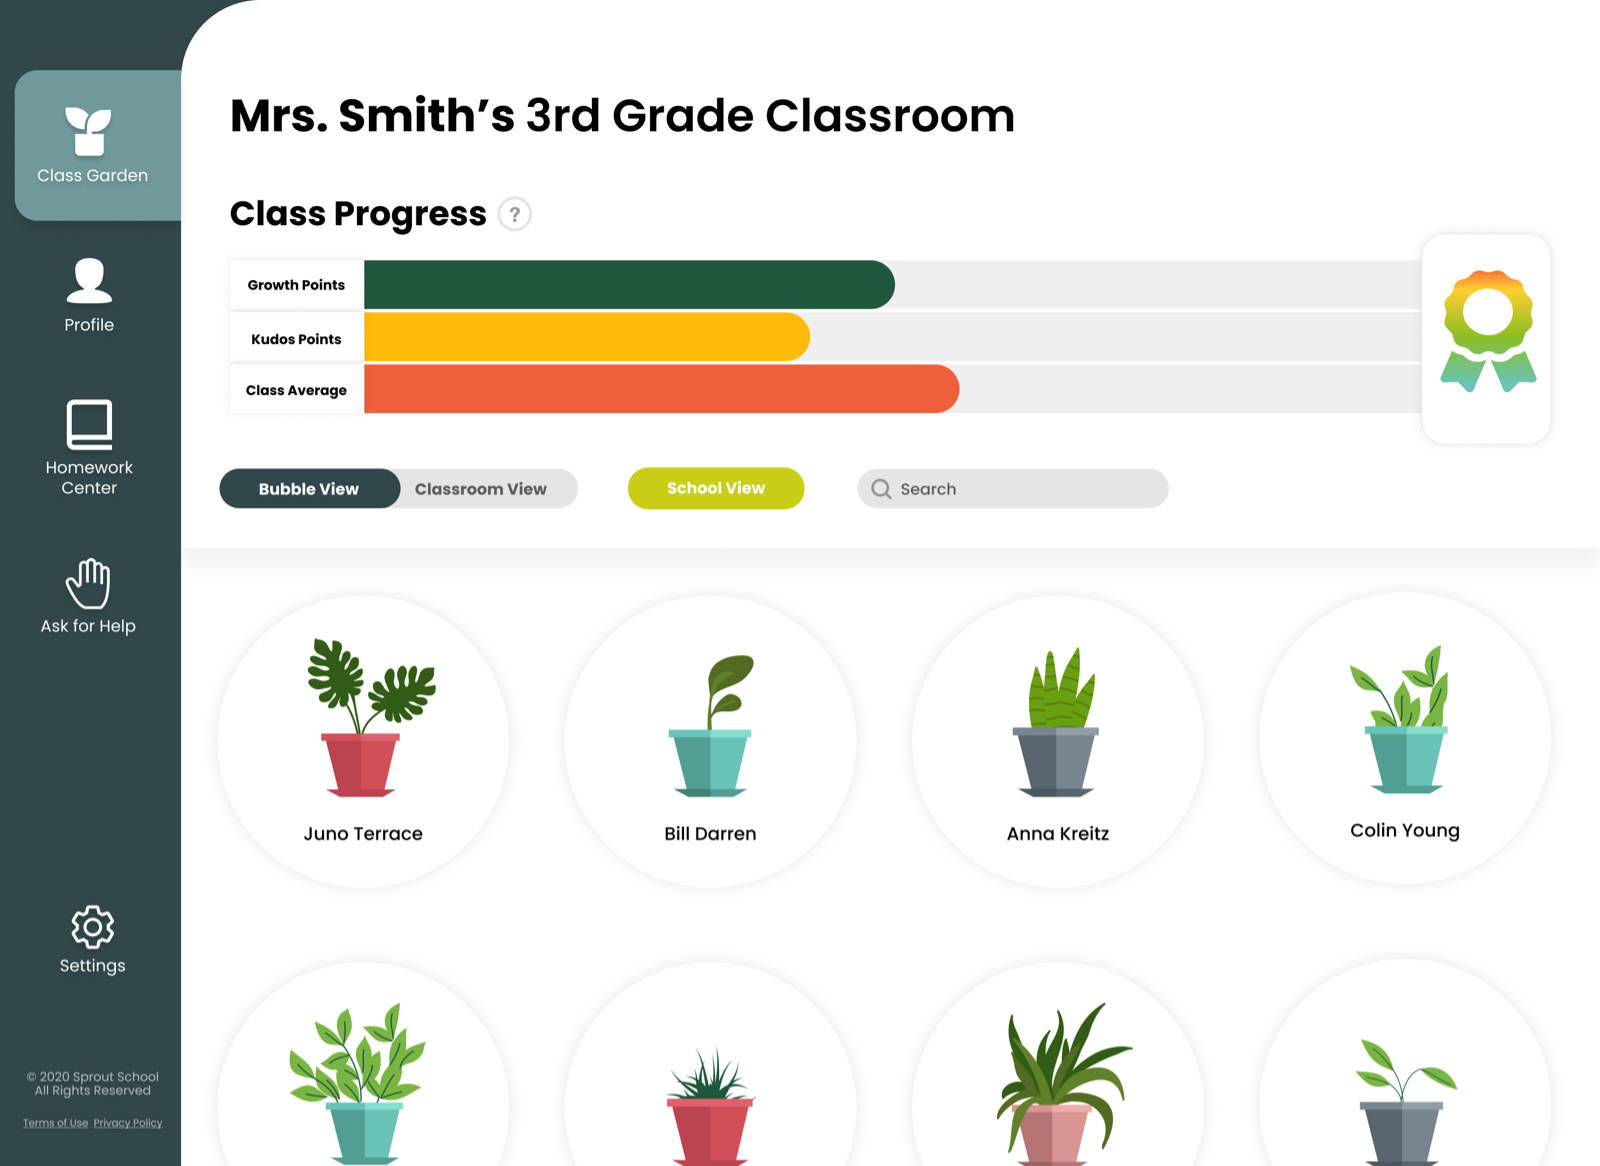 Class Garden
Profile
Homework
Center
Ask for Help
Settings
© 2020 Sprout School
All Rights Reserved
Terms of Use Privacy Policy
Mrs. Smith’s 3rd Grade Classroom
Class Progress ?
Growth Points
Kudos Points
Class Average
Bubble View Classroom View School View Search
Juno Terrace
Bill Darren
Anna Kreitz
Colin Young